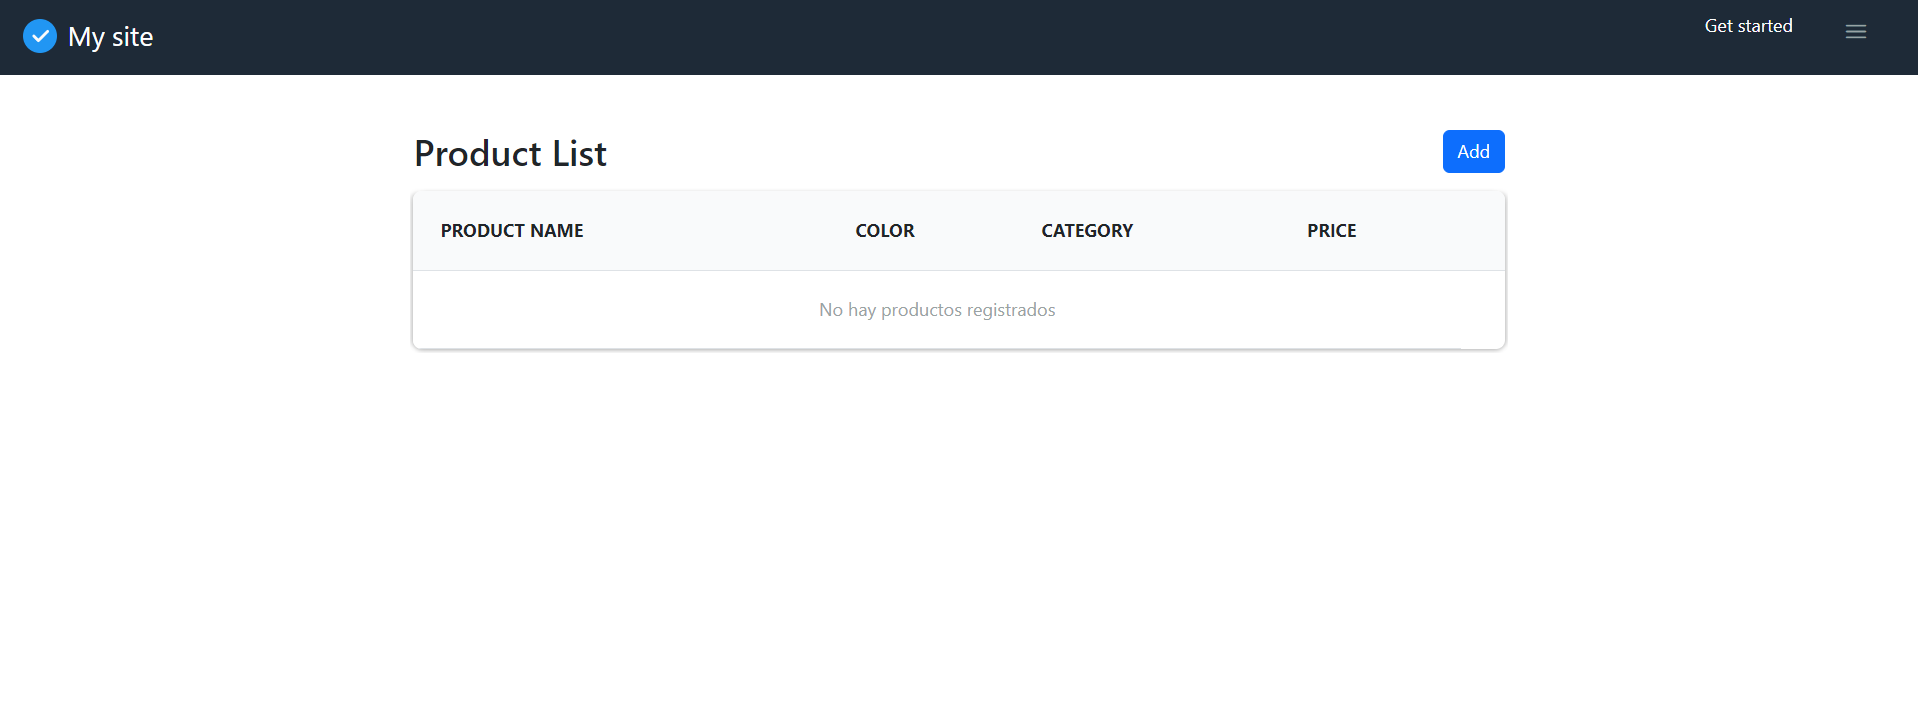 My site
Get started
Product List
Add
PRODUCT NAME COLOR CATEGORY PRICE
No hay productos registrados